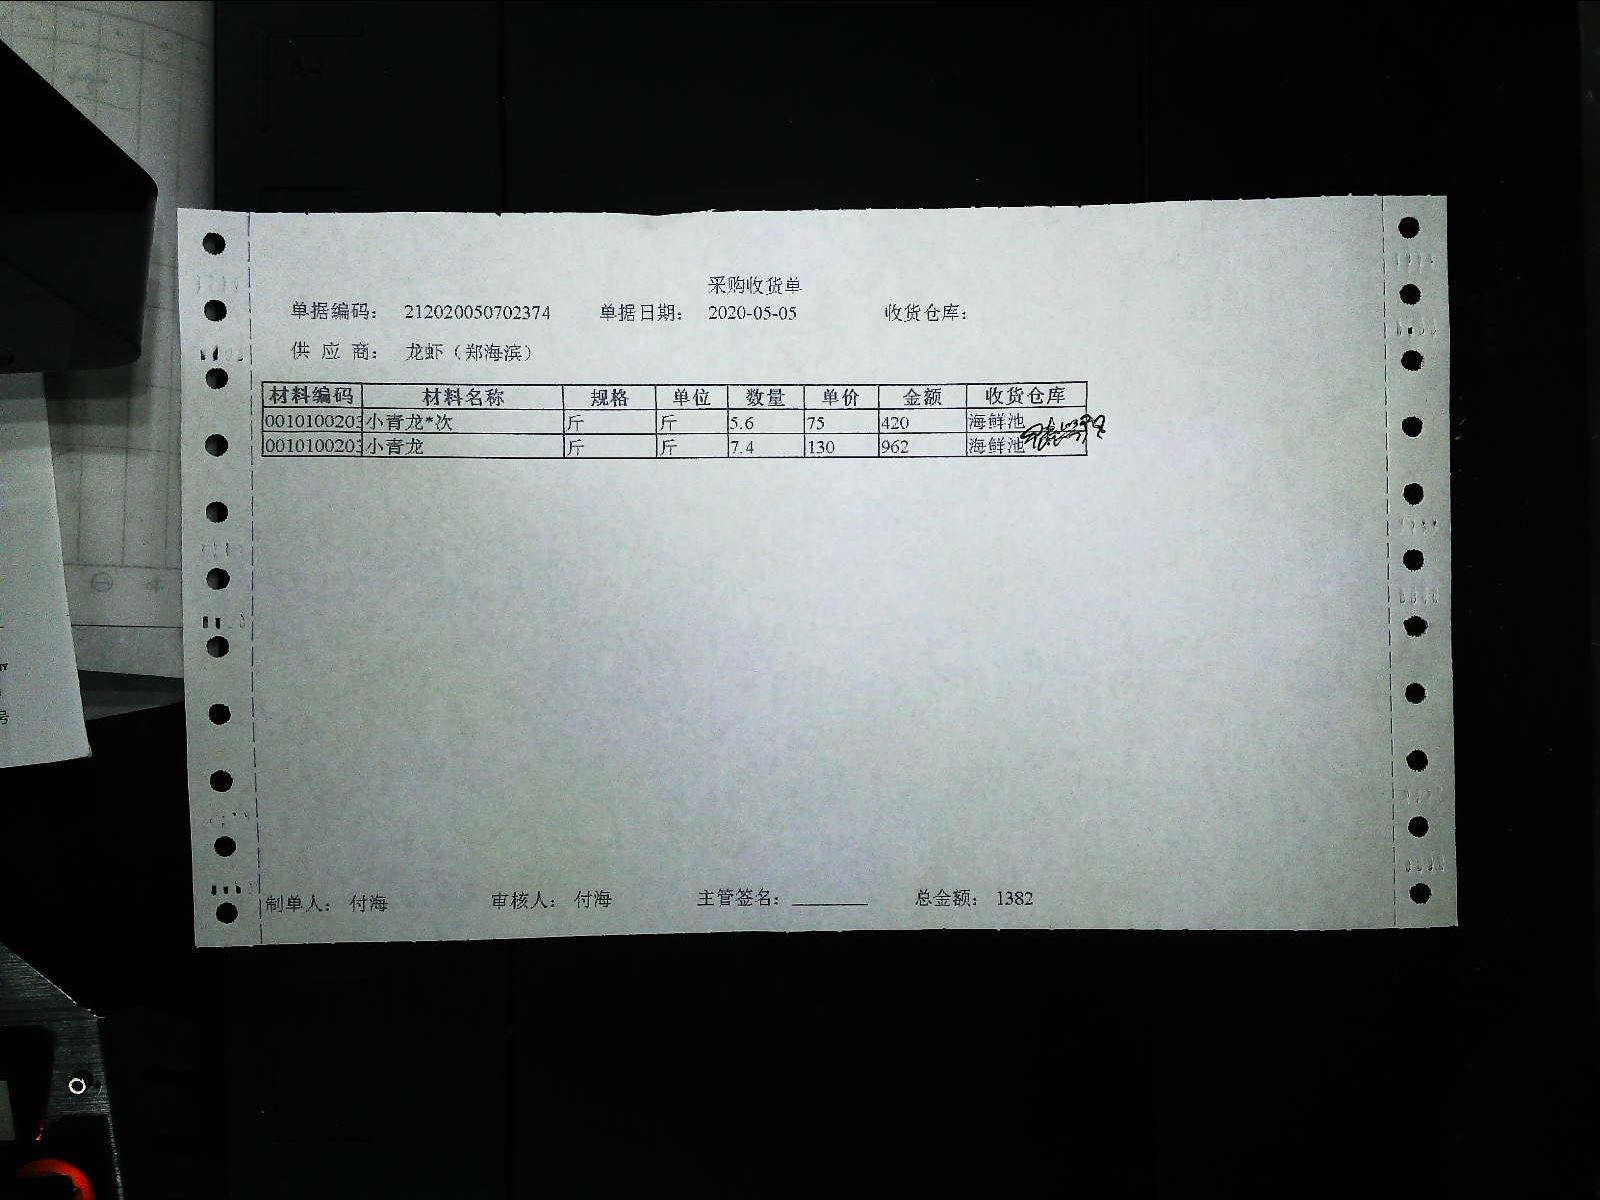 采购收货单
单据编码： 212020050702374 单据日期： 2020-05-05 收货仓库：
供 应 商： 龙虾（郑海滨）
材料编码 材料名称 规格 单位 数量 单价 金额 收货仓库
0010100203 小青龙*次 斤 斤 5.6 75 420 海鲜池
0010100203 小青龙 斤 斤 7.4 130 962 海鲜池
制单人： 付海 审核人： 付海 主管签名： 总金额： 1382
号